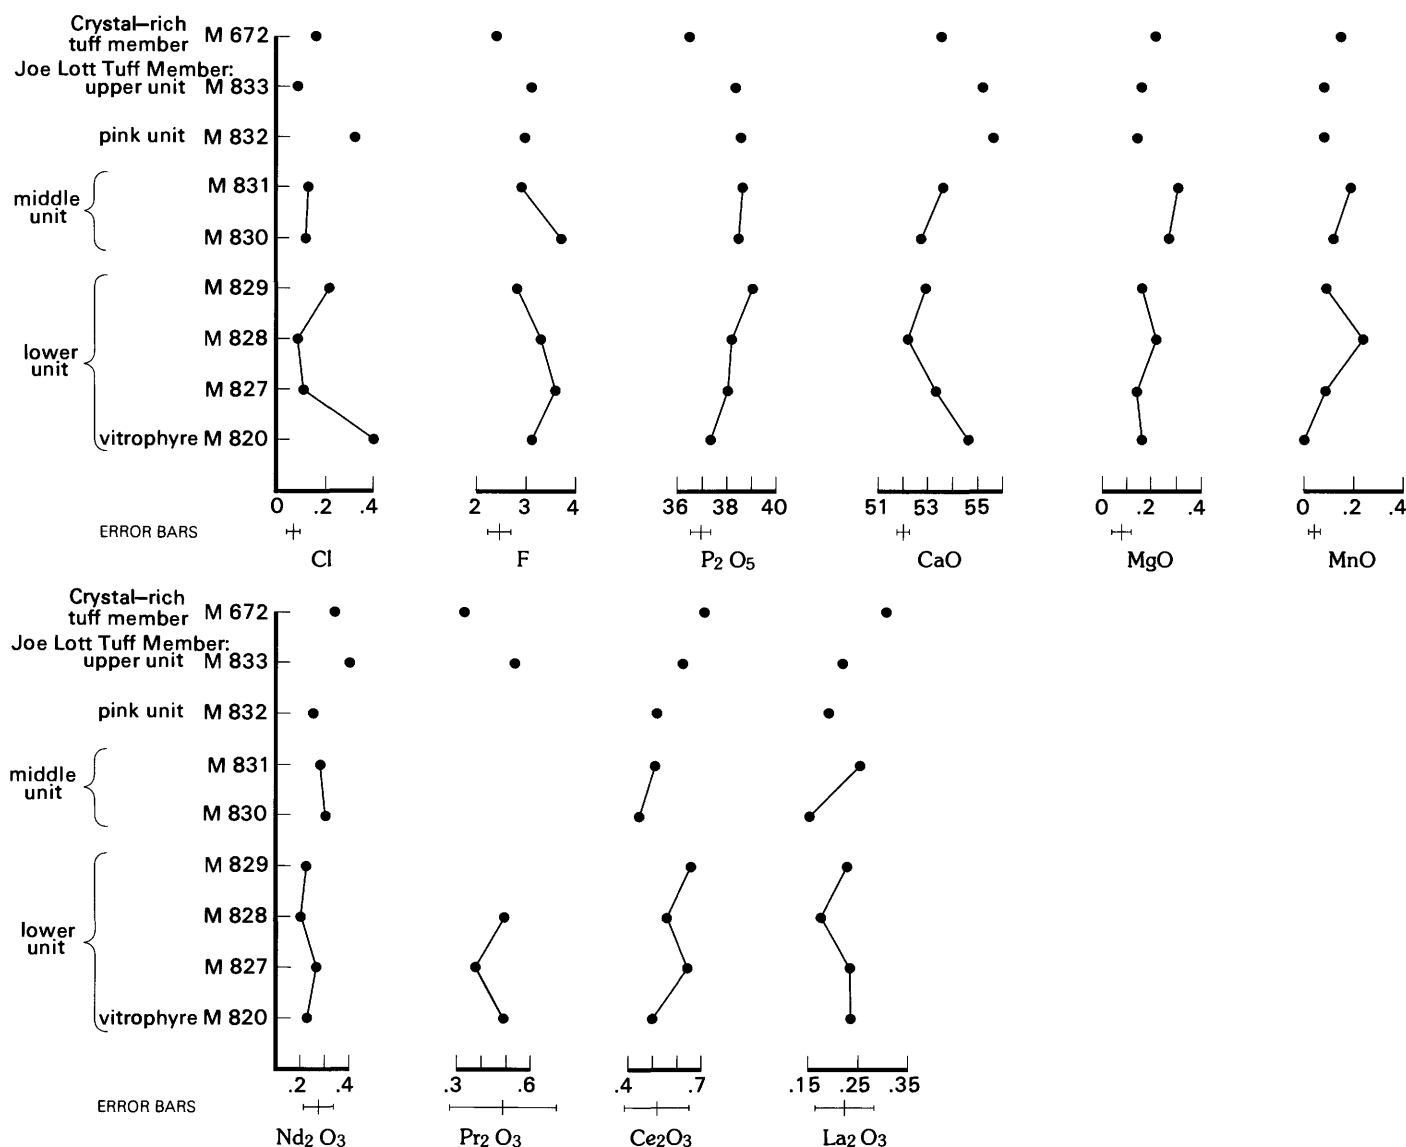 Crystal–rich
tuff member M 672
Joe Lott Tuff Member:
upper unit M 833
pink unit M 832
middle
unit
M 831
M 830
lower
unit
M 829
M 828
M 827
vitrophyre M 820
0 .2 .4 2 3 4 36 38 40 51 53 55 0 .2 .4 0 .2 .4
ERROR BARS
Cl F P2 O5 CaO MgO MnO
Crystal–rich
tuff member M 672
Joe Lott Tuff Member:
upper unit M 833
pink unit M 832
middle
unit
M 831
M 830
lower
unit
M 829
M 828
M 827
vitrophyre M 820
.2 .4 .3 .6 .4 .7 .15 .25 .35
ERROR BARS
Nd2 O3 Pr2 O3 Ce2O3 La2 O3